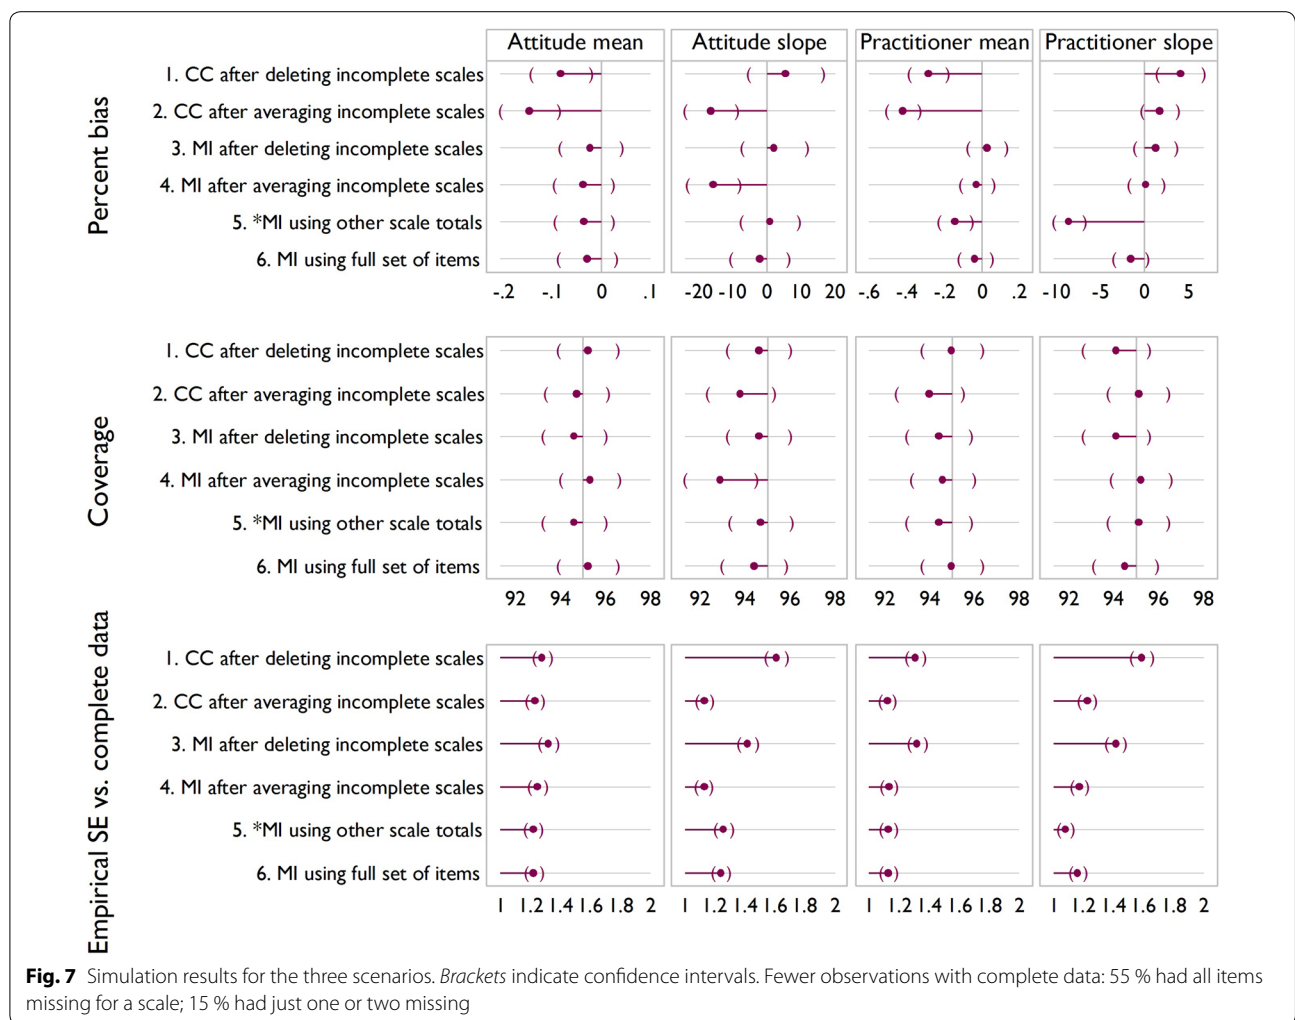 Attitude mean Attitude slope Practitioner mean Practitioner slope
Percent bias
1. CC after deleting incomplete scales
2. CC after averaging incomplete scales
3. MI after deleting incomplete scales
4. MI after averaging incomplete scales
5. *MI using other scale totals
6. MI using full set of items
-.2 -.1 0 .1 -20 -10 0 10 20 -.6 -.4 -.2 0 .2 -10 -5 0 5
Coverage
1. CC after deleting incomplete scales
2. CC after averaging incomplete scales
3. MI after deleting incomplete scales
4. MI after averaging incomplete scales
5. *MI using other scale totals
6. MI using full set of items
92 94 96 98 92 94 96 98 92 94 96 98 92 94 96 98
Empirical SE vs. complete data
1. CC after deleting incomplete scales
2. CC after averaging incomplete scales
3. MI after deleting incomplete scales
4. MI after averaging incomplete scales
5. *MI using other scale totals
6. MI using full set of items
1 1.2 1.4 1.6 1.8 2 1 1.2 1.4 1.6 1.8 2 1 1.2 1.4 1.6 1.8 2 1 1.2 1.4 1.6 1.8 2
Fig. 7 Simulation results for the three scenarios. Brackets indicate confidence intervals. Fewer observations with complete data: 55 % had all items
missing for a scale; 15 % had just one or two missing